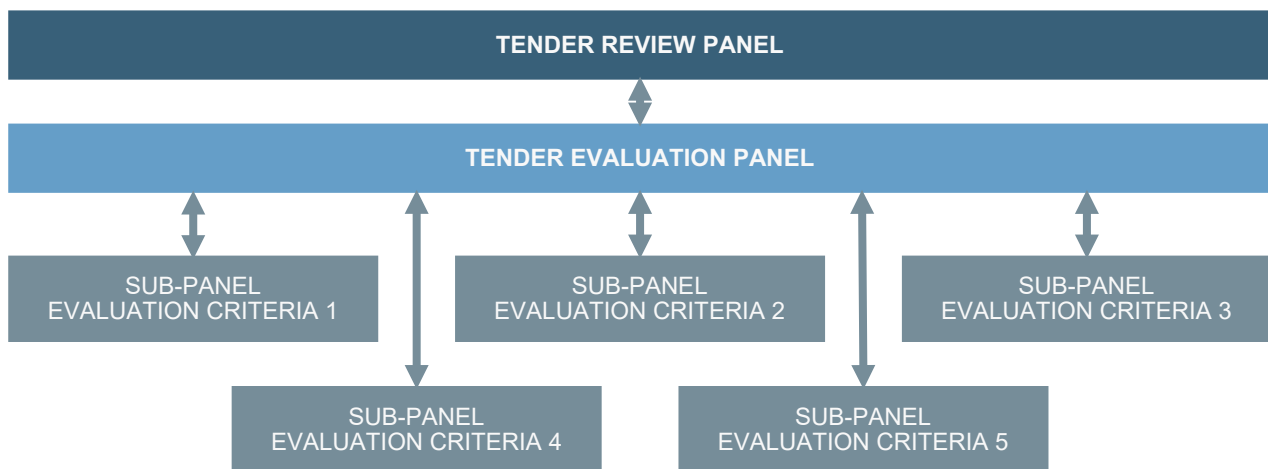 TENDER REVIEW PANEL
TENDER EVALUATION PANEL
SUB-PANEL
EVALUATION CRITERIA 1
SUB-PANEL
EVALUATION CRITERIA 2
SUB-PANEL
EVALUATION CRITERIA 3
SUB-PANEL
EVALUATION CRITERIA 4
SUB-PANEL
EVALUATION CRITERIA 5